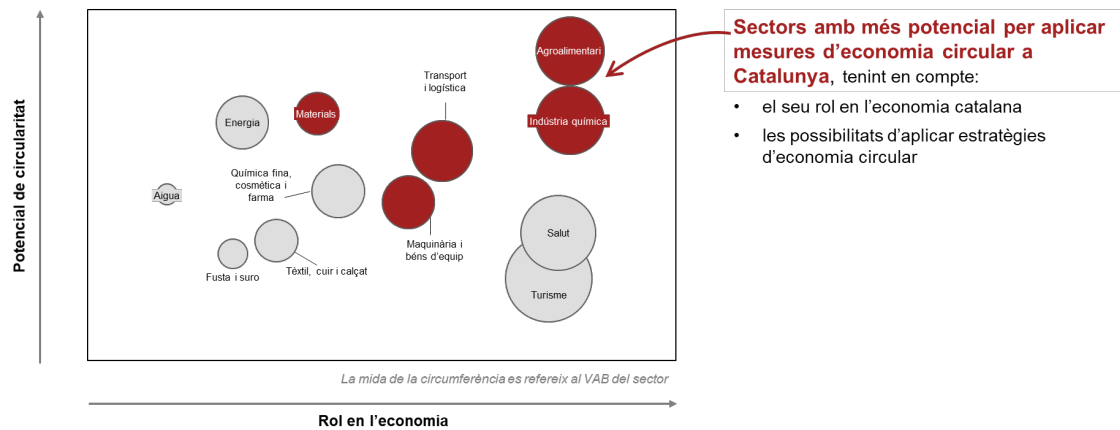 Potencial de circularitat
Agroalimentari
Transport
i logística
Materials
Energia
Indústria química
Química fina,
cosmètica i
farma
Aigua
Salut
Maquinària i
béns d'equip
Tèxtil, cuir i calçat
Fusta i suro
Turisme
La mida de la circumferència es refereix al VAB del sector
Rol en l'economia
Sectors amb més potencial per aplicar
mesures d'economia circular a
Catalunya, tenint en compte:
• el seu rol en l'economia catalana
• les possibilitats d'aplicar estratègies
d'economia circular